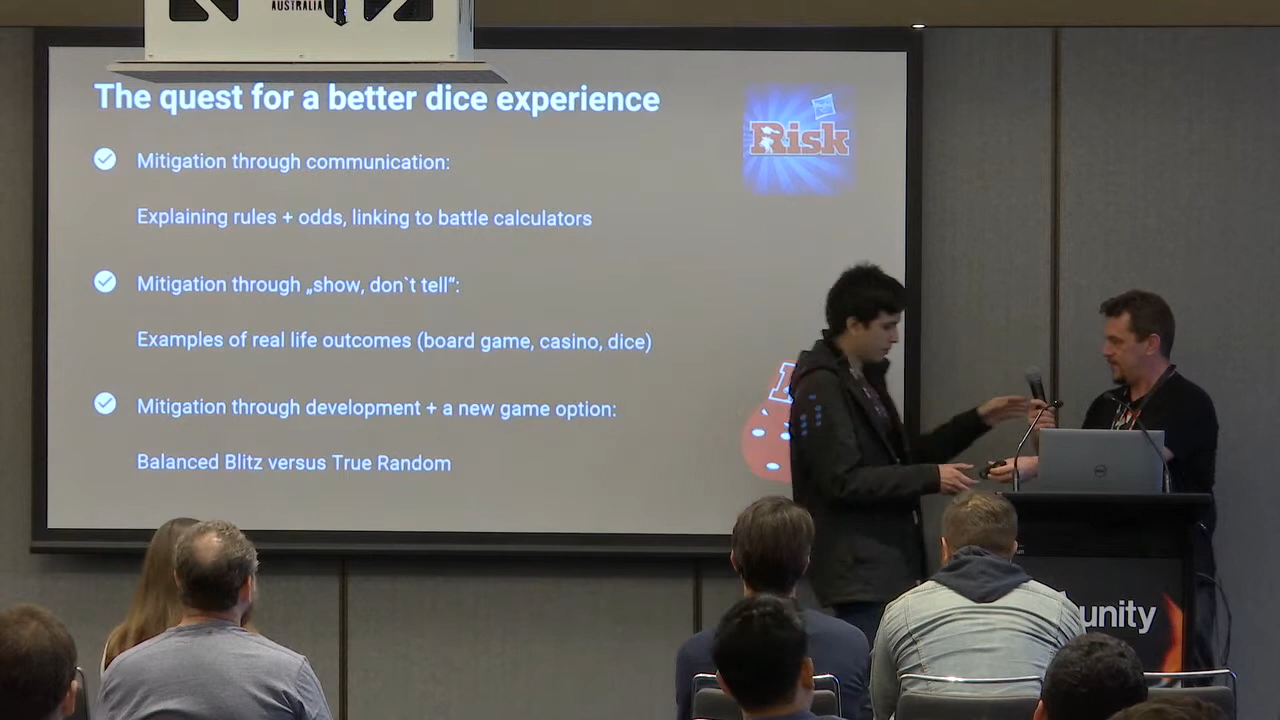 AUSTRALIA
The quest for a better dice experience
Risk
Mitigation through communication:
Explaining rules + odds, linking to battle calculators
Mitigation through „show, don`t tell“:
Examples of real life outcomes (board game, casino, dice)
Mitigation through development + a new game option:
Balanced Blitz versus True Random
DELL
unity